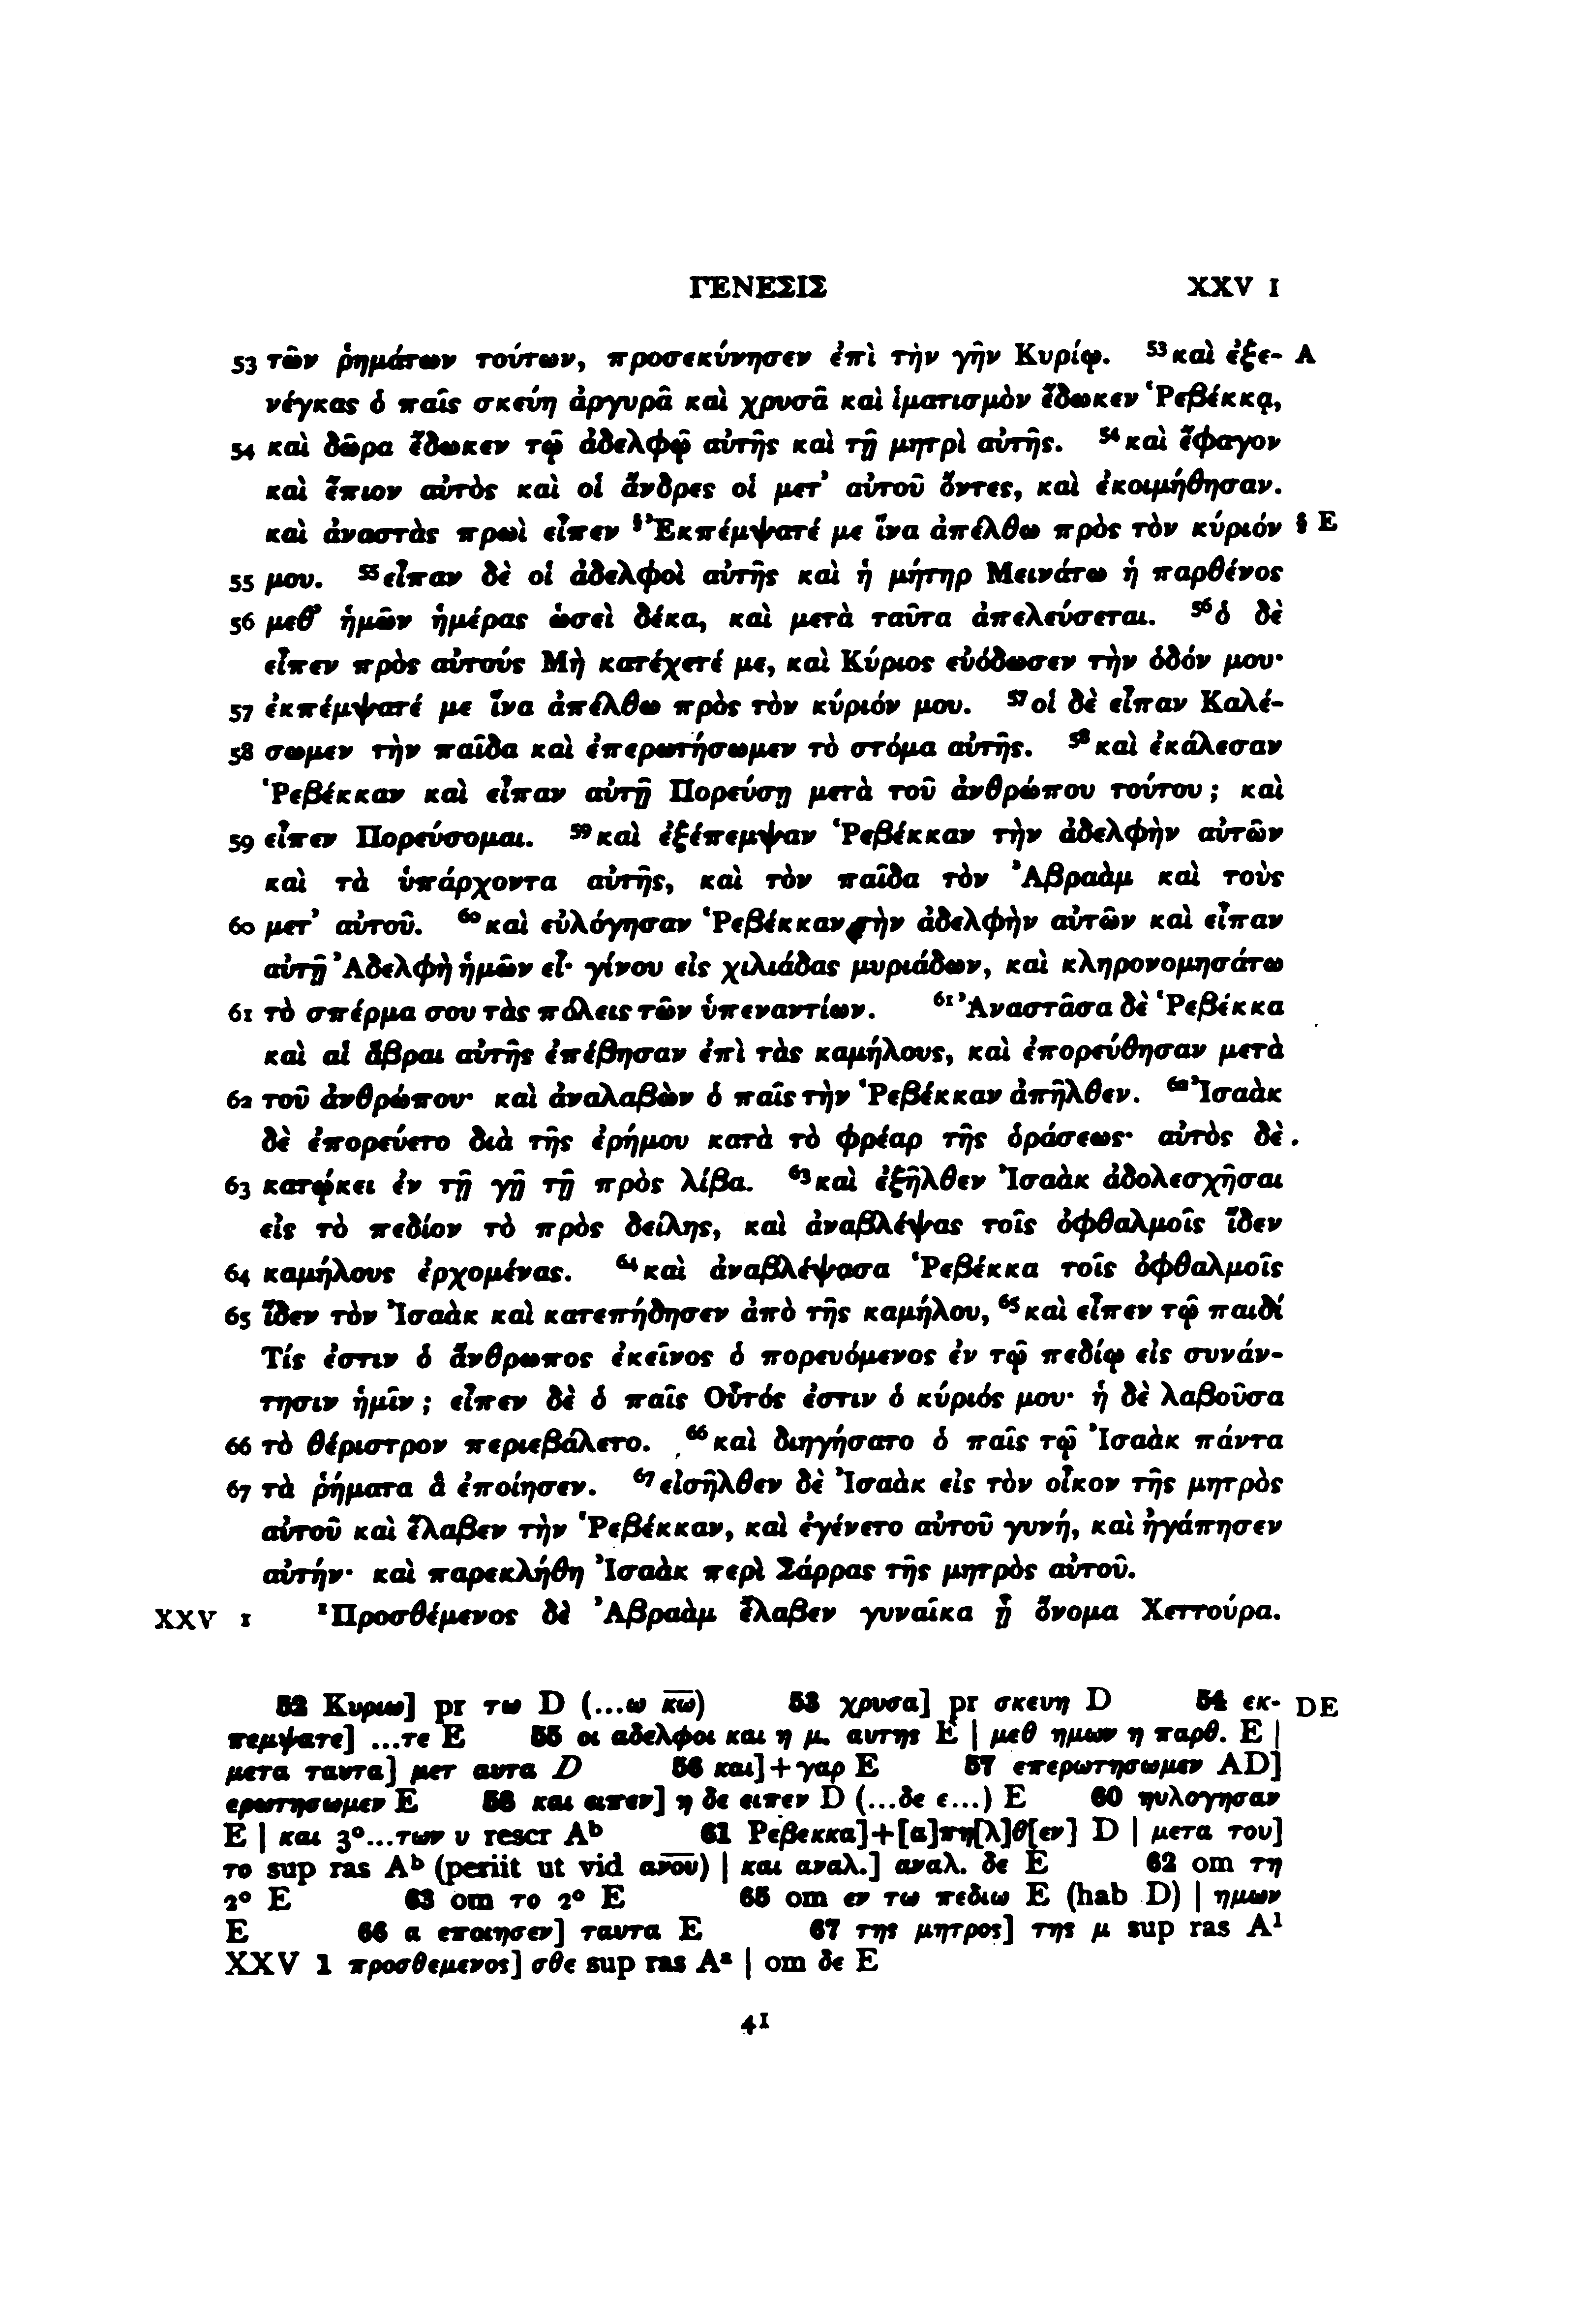 ΓΕΝΕΣΙΣ XXV 1
53 τῶν ῥημάτων τούτων, προσεκύνησεν ἐπὶ τὴν γῆν Κυρίῳ. ⁵³καὶ ἐξε- A
νέγκας ὁ παῖς σκεύη ἀργυρᾶ καὶ χρυσᾶ καὶ ἱματισμὸν ἔδωκεν Ῥεβέκκᾳ,
54 καὶ δῶρα ἔδωκεν τῷ ἀδελφῷ αὐτῆς καὶ τῇ μητρὶ αὐτῆς. ⁵⁴καὶ ἔφαγον
καὶ ἔπιον αὐτὸς καὶ οἱ ἄνδρες οἱ μετ’ αὐτοῦ ὄντες, καὶ ἐκοιμήθησαν.
καὶ ἀναστὰς πρωὶ εἶπεν §Ἐκπέμψατέ με ἵνα ἀπέλθω πρὸς τὸν κύριόν § E
55 μου. ⁵⁵εἶπαν δὲ οἱ ἀδελφοὶ αὐτῆς καὶ ἡ μήτηρ Μεινάτω ἡ παρθένος
56 μεθ’ ἡμῶν ἡμέρας ὡσεὶ δέκα, καὶ μετὰ ταῦτα ἀπελεύσεται. ⁵⁶ὁ δὲ
εἶπεν πρὸς αὐτούς Μὴ κατέχετέ με, καὶ Κύριος εὐόδωσεν τὴν ὁδόν μου·
57 ἐκπέμψατέ με ἵνα ἀπέλθω πρὸς τὸν κύριόν μου. ⁵⁷οἱ δὲ εἶπαν Καλέ-
58 σωμεν τὴν παῖδα καὶ ἐπερωτήσωμεν τὸ στόμα αὐτῆς. ⁵⁸καὶ ἐκάλεσαν
Ῥεβέκκαν καὶ εἶπαν αὐτῇ Πορεύσῃ μετὰ τοῦ ἀνθρώπου τούτου ; καὶ
59 εἶπεν Πορεύσομαι. ⁵⁹καὶ ἐξέπεμψαν Ῥεβέκκαν τὴν ἀδελφὴν αὐτῶν
καὶ τὰ ὑπάρχοντα αὐτῆς, καὶ τὸν παῖδα τὸν Ἀβραὰμ καὶ τοὺς
60 μετ’ αὐτοῦ. ⁶⁰καὶ εὐλόγησαν Ῥεβέκκαν τὴν ἀδελφὴν αὐτῶν καὶ εἶπαν
αὐτῇ Ἀδελφὴ ἡμῶν εἶ· γίνου εἰς χιλιάδας μυριάδων, καὶ κληρονομησάτω
61 τὸ σπέρμα σου τὰς πόλεις τῶν ὑπεναντίων. ⁶¹Ἀναστᾶσα δὲ Ῥεβέκκα
καὶ αἱ ἅβραι αὐτῆς ἐπέβησαν ἐπὶ τὰς καμήλους, καὶ ἐπορεύθησαν μετὰ
62 τοῦ ἀνθρώπου· καὶ ἀναλαβὼν ὁ παῖς τὴν Ῥεβέκκαν ἀπῆλθεν. ⁶²Ἰσαὰκ
δὲ ἐπορεύετο διὰ τῆς ἐρήμου κατὰ τὸ φρέαρ τῆς ὁράσεως· αὐτὸς δὲ
63 κατῴκει ἐν τῇ γῇ τῇ πρὸς λίβα. ⁶³καὶ ἐξῆλθεν Ἰσαὰκ ἀδολεσχῆσαι
εἰς τὸ πεδίον τὸ πρὸς δείλης, καὶ ἀναβλέψας τοῖς ὀφθαλμοῖς ἴδεν
64 καμήλους ἐρχομένας. ⁶⁴καὶ ἀναβλέψασα Ῥεβέκκα τοῖς ὀφθαλμοῖς
65 ἴδεν τὸν Ἰσαὰκ καὶ κατεπήδησεν ἀπὸ τῆς καμήλου, ⁶⁵καὶ εἶπεν τῷ παιδί
Τίς ἐστιν ὁ ἄνθρωπος ἐκεῖνος ὁ πορευόμενος ἐν τῷ πεδίῳ εἰς συνάν-
τησιν ἡμῖν ; εἶπεν δὲ ὁ παῖς Οὗτός ἐστιν ὁ κύριός μου· ἡ δὲ λαβοῦσα
66 τὸ θέριστρον περιεβάλετο. ⁶⁶καὶ διηγήσατο ὁ παῖς τῷ Ἰσαὰκ πάντα
67 τὰ ῥήματα ἃ ἐποίησεν. ⁶⁷εἰσῆλθεν δὲ Ἰσαὰκ εἰς τὸν οἶκον τῆς μητρὸς
αὐτοῦ καὶ ἔλαβεν τὴν Ῥεβέκκαν, καὶ ἐγένετο αὐτοῦ γυνή, καὶ ἠγάπησεν
αὐτήν· καὶ παρεκλήθη Ἰσαὰκ περὶ Σάρρας τῆς μητρὸς αὐτοῦ.
XXV 1 ¹Προσθέμενος δὲ Ἀβραὰμ ἔλαβεν γυναῖκα ᾗ ὄνομα Χεττούρα.
52 Κυριω] pr τω D (...ω κ̅ω̅) 53 χρυσα] pr σκευη D 54 εκ- DE
πεμψατε] ...τε E 55 οι αδελφοι και η μ. αυτης E | μεθ ημων η παρθ. E |
μετα ταυτα] μετ αυτα D 56 και]+γαρ E 57 επερωτησωμεν AD]
ερωτησωμεν E 58 και ειπεν] η δε ειπεν D (...δε ε...) E 60 ηυλογησαν
E | και 3°...των υ rescr Aᵇ 61 Ρεβεκκα]+[α]πη[λ]θ[εν] D | μετα του]
το sup ras Aᵇ (periit ut vid α̅ν̅ο̅υ̅) | και αναλ.] αναλ. δε E 62 om τη
2° E 63 om το 2° E 65 om εν τω πεδιω E (hab D) | ημων
E 66 α εποιησεν] ταυτα E 67 της μητρος] της μ sup ras A¹
XXV 1 προσθεμενος] σθε sup ras Aᵃ | om δε E
41